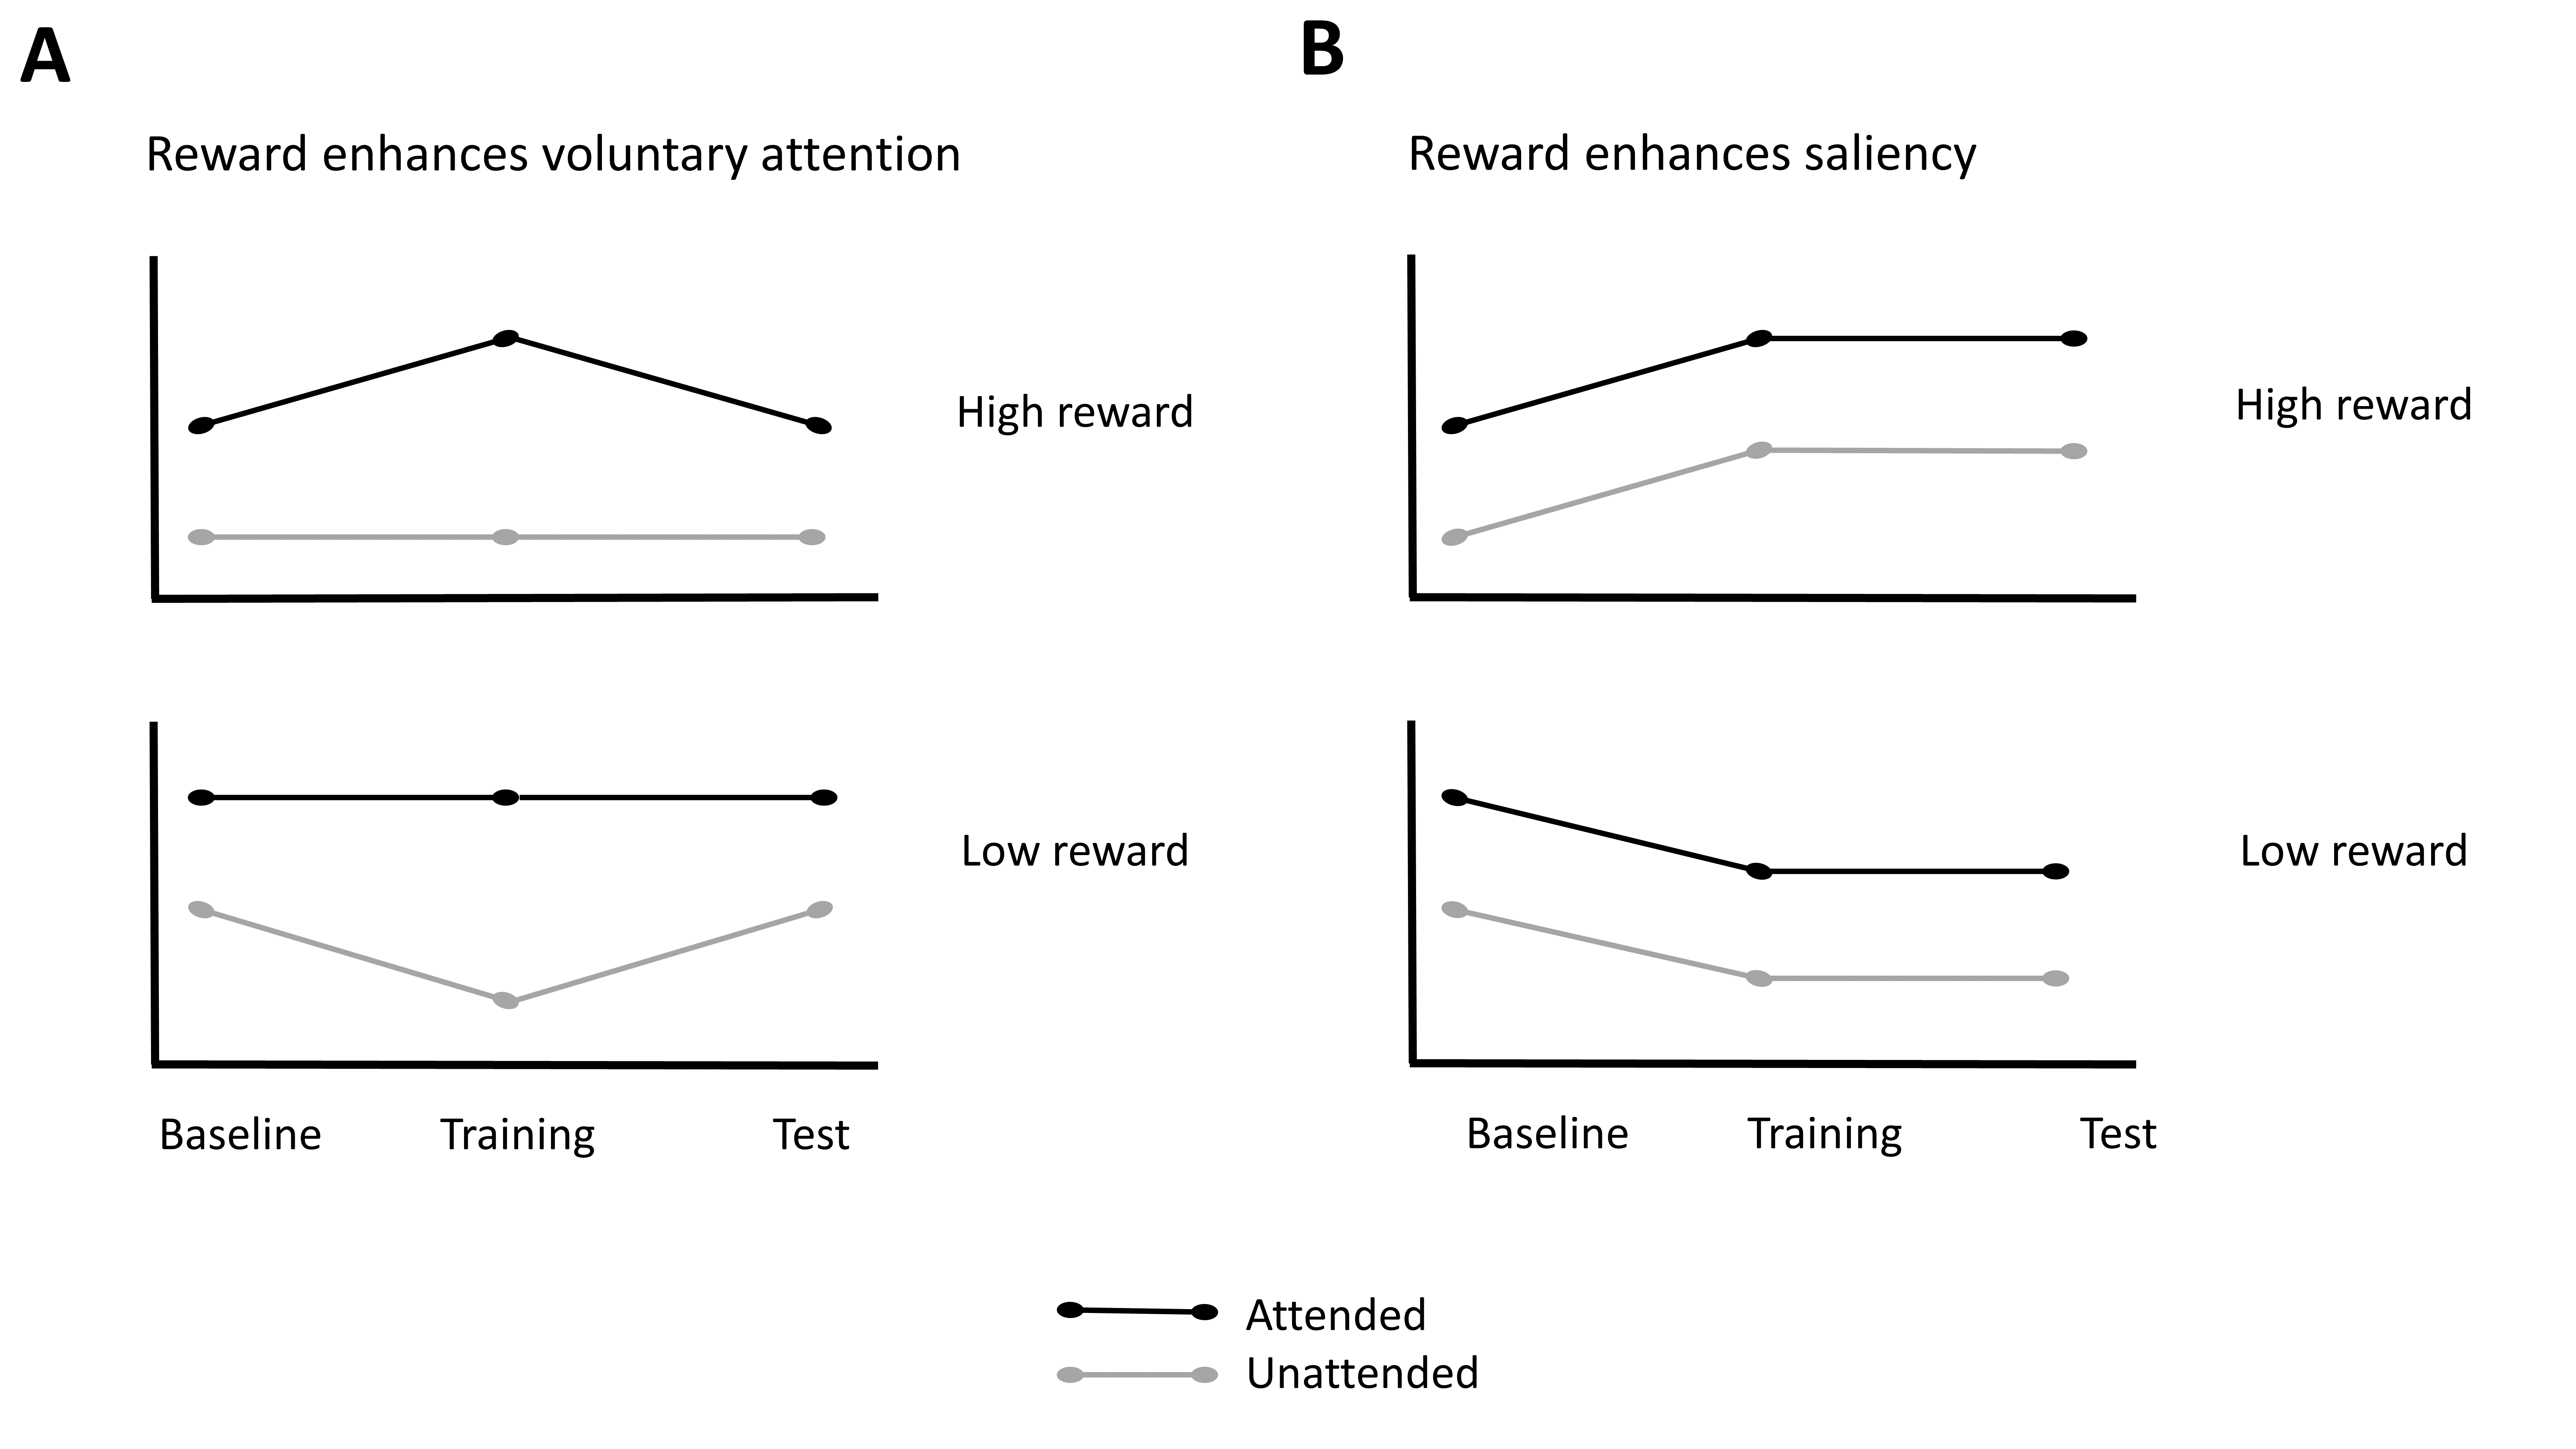 A
Reward enhances voluntary attention
High reward
Low reward
Baseline Training Test
B
Reward enhances saliency
High reward
Low reward
Baseline Training Test
Attended
Unattended